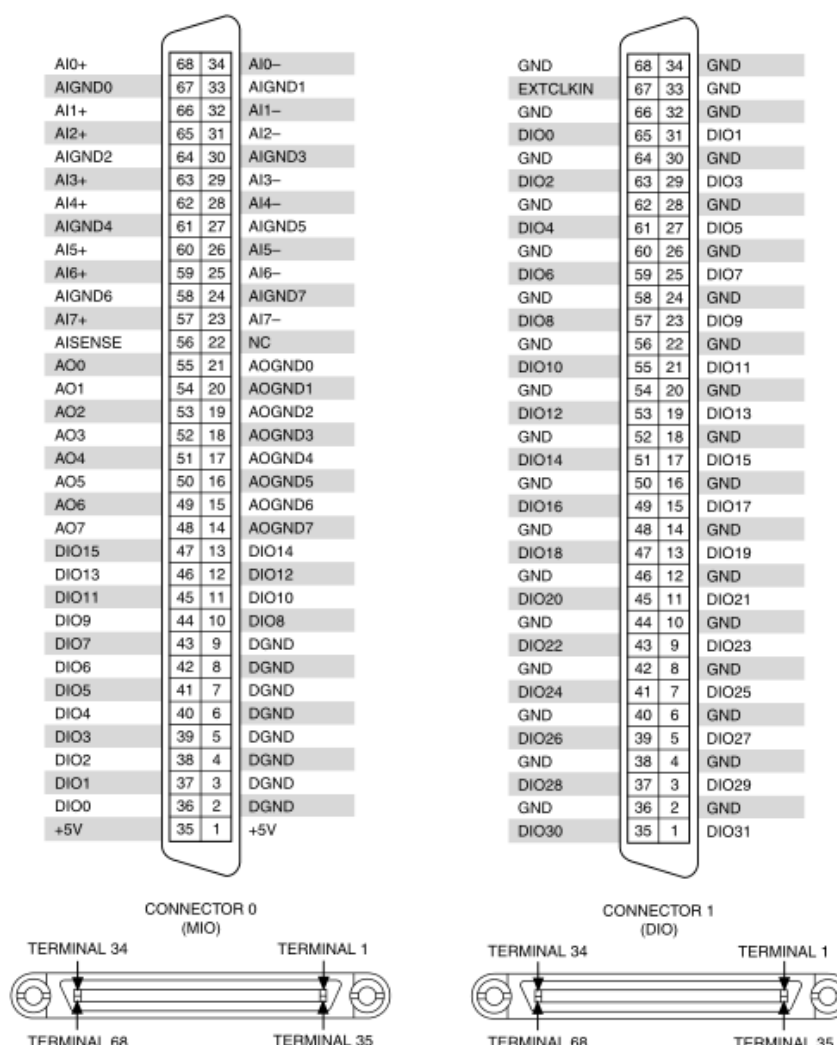 AI0+ 68 34 AI0–
AIGND0 67 33 AIGND1
AI1+ 66 32 AI1–
AI2+ 65 31 AI2–
AIGND2 64 30 AIGND3
AI3+ 63 29 AI3–
AI4+ 62 28 AI4–
AIGND4 61 27 AIGND5
AI5+ 60 26 AI5–
AI6+ 59 25 AI6–
AIGND6 58 24 AIGND7
AI7+ 57 23 AI7–
AISENSE 56 22 NC
AO0 55 21 AOGND0
AO1 54 20 AOGND1
AO2 53 19 AOGND2
AO3 52 18 AOGND3
AO4 51 17 AOGND4
AO5 50 16 AOGND5
AO6 49 15 AOGND6
AO7 48 14 AOGND7
DIO15 47 13 DIO14
DIO13 46 12 DIO12
DIO11 45 11 DIO10
DIO9 44 10 DIO8
DIO7 43 9 DGND
DIO6 42 8 DGND
DIO5 41 7 DGND
DIO4 40 6 DGND
DIO3 39 5 DGND
DIO2 38 4 DGND
DIO1 37 3 DGND
DIO0 36 2 DGND
+5V 35 1 +5V
CONNECTOR 0
(MIO)
TERMINAL 34 TERMINAL 1
TERMINAL 68 TERMINAL 35
GND 68 34 GND
EXTCLKIN 67 33 GND
GND 66 32 GND
DIO0 65 31 DIO1
GND 64 30 GND
DIO2 63 29 DIO3
GND 62 28 GND
DIO4 61 27 DIO5
GND 60 26 GND
DIO6 59 25 DIO7
GND 58 24 GND
DIO8 57 23 DIO9
GND 56 22 GND
DIO10 55 21 DIO11
GND 54 20 GND
DIO12 53 19 DIO13
GND 52 18 GND
DIO14 51 17 DIO15
GND 50 16 GND
DIO16 49 15 DIO17
GND 48 14 GND
DIO18 47 13 DIO19
GND 46 12 GND
DIO20 45 11 DIO21
GND 44 10 GND
DIO22 43 9 DIO23
GND 42 8 GND
DIO24 41 7 DIO25
GND 40 6 GND
DIO26 39 5 DIO27
GND 38 4 GND
DIO28 37 3 DIO29
GND 36 2 GND
DIO30 35 1 DIO31
CONNECTOR 1
(DIO)
TERMINAL 34 TERMINAL 1
TERMINAL 68 TERMINAL 35